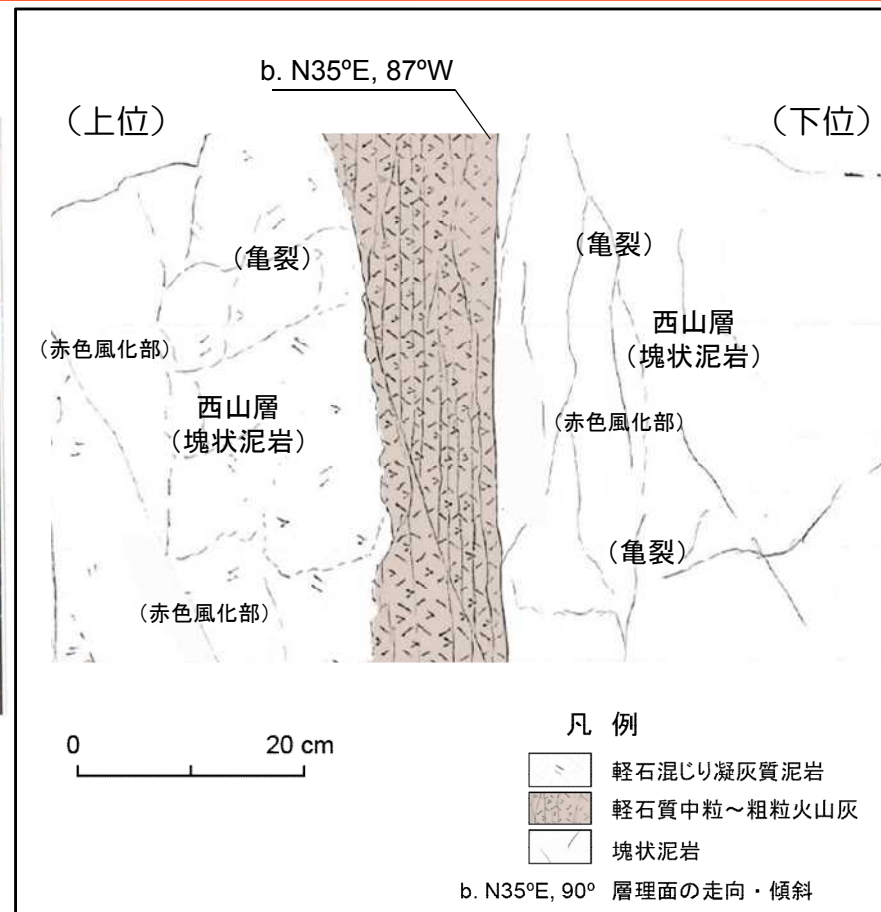 b. N35ºE, 87ºW
（上位）
（下位）
（亀裂）
（亀裂）
西山層
（塊状泥岩）
（赤色風化部）
西山層
（塊状泥岩）
（赤色風化部）
（亀裂）
（赤色風化部）
0 20 cm
凡 例
軽石混じり凝灰質泥岩
軽石質中粒～粗粒火山灰
塊状泥岩
b. N35ºE, 90º 層理面の走向・傾斜